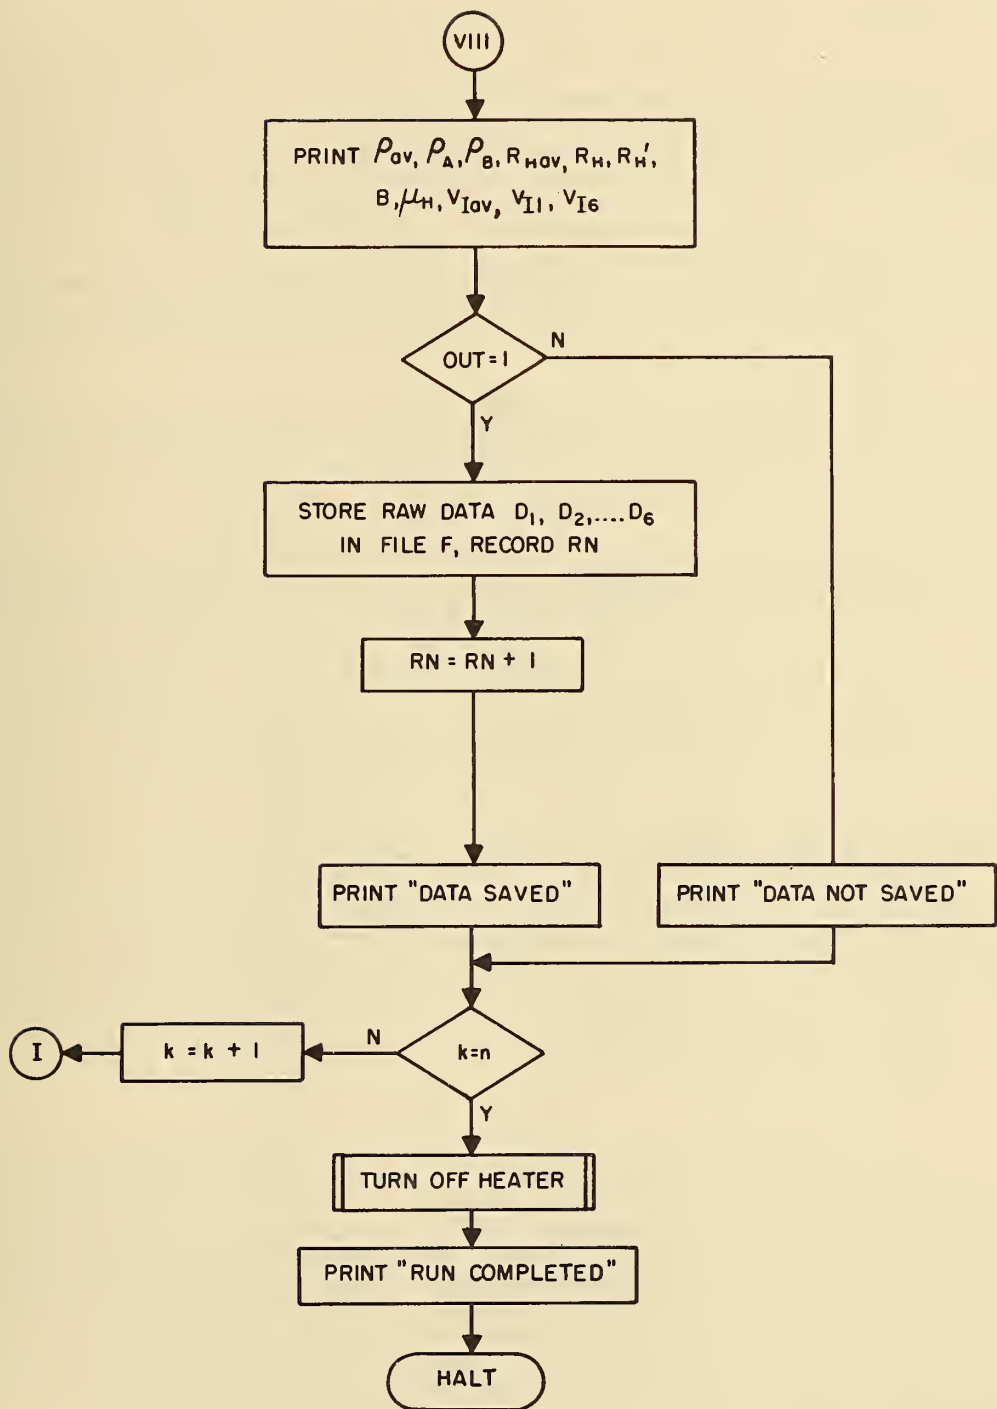 VIII
PRINT ρav, ρA, ρB, RHav, RH, RH′,
B, μH, VIav, VI1, VI6
OUT = 1
N
Y
STORE RAW DATA D1, D2,....D6
IN FILE F, RECORD RN
RN = RN + 1
PRINT "DATA SAVED"
PRINT "DATA NOT SAVED"
I
k = k + 1
N
k=n
Y
TURN OFF HEATER
PRINT "RUN COMPLETED"
HALT